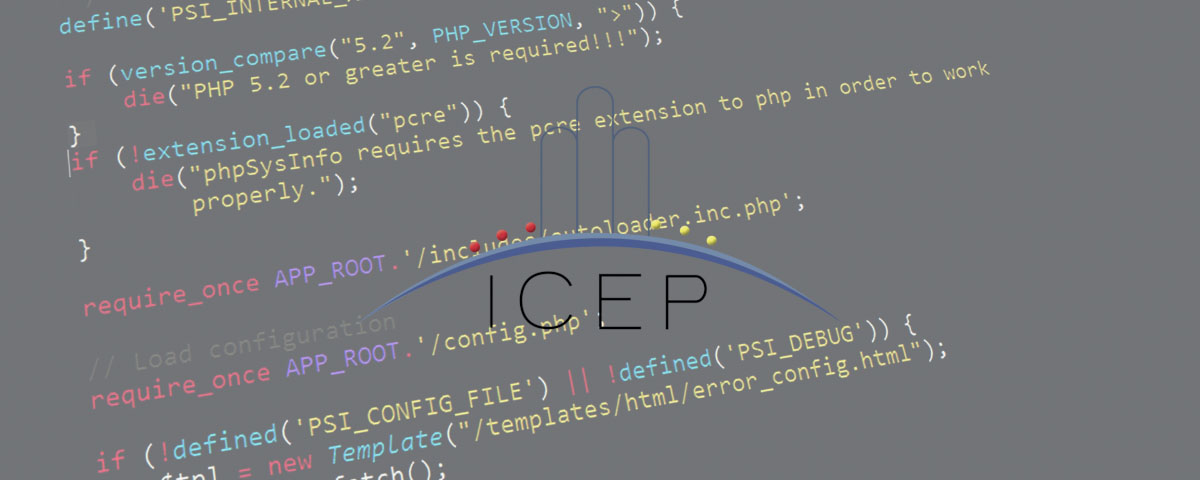 define('PSI_INTERNAL_
if (version_compare("5.2", PHP_VERSION, ">")) {
die("PHP 5.2 or greater is required!!!");
}
if (!extension_loaded("pcre")) {
die("phpSysInfo requires the pcre extension to php in order to work
properly.");
}
require_once APP_ROOT.'/includes/autoloader.inc.php';
ICEP
// Load configuration
require_once APP_ROOT.'/config.php';
if (!defined('PSI_CONFIG_FILE') || !defined('PSI_DEBUG')) {
$tpl = new Template("/templates/html/error_config.html");
fetch();